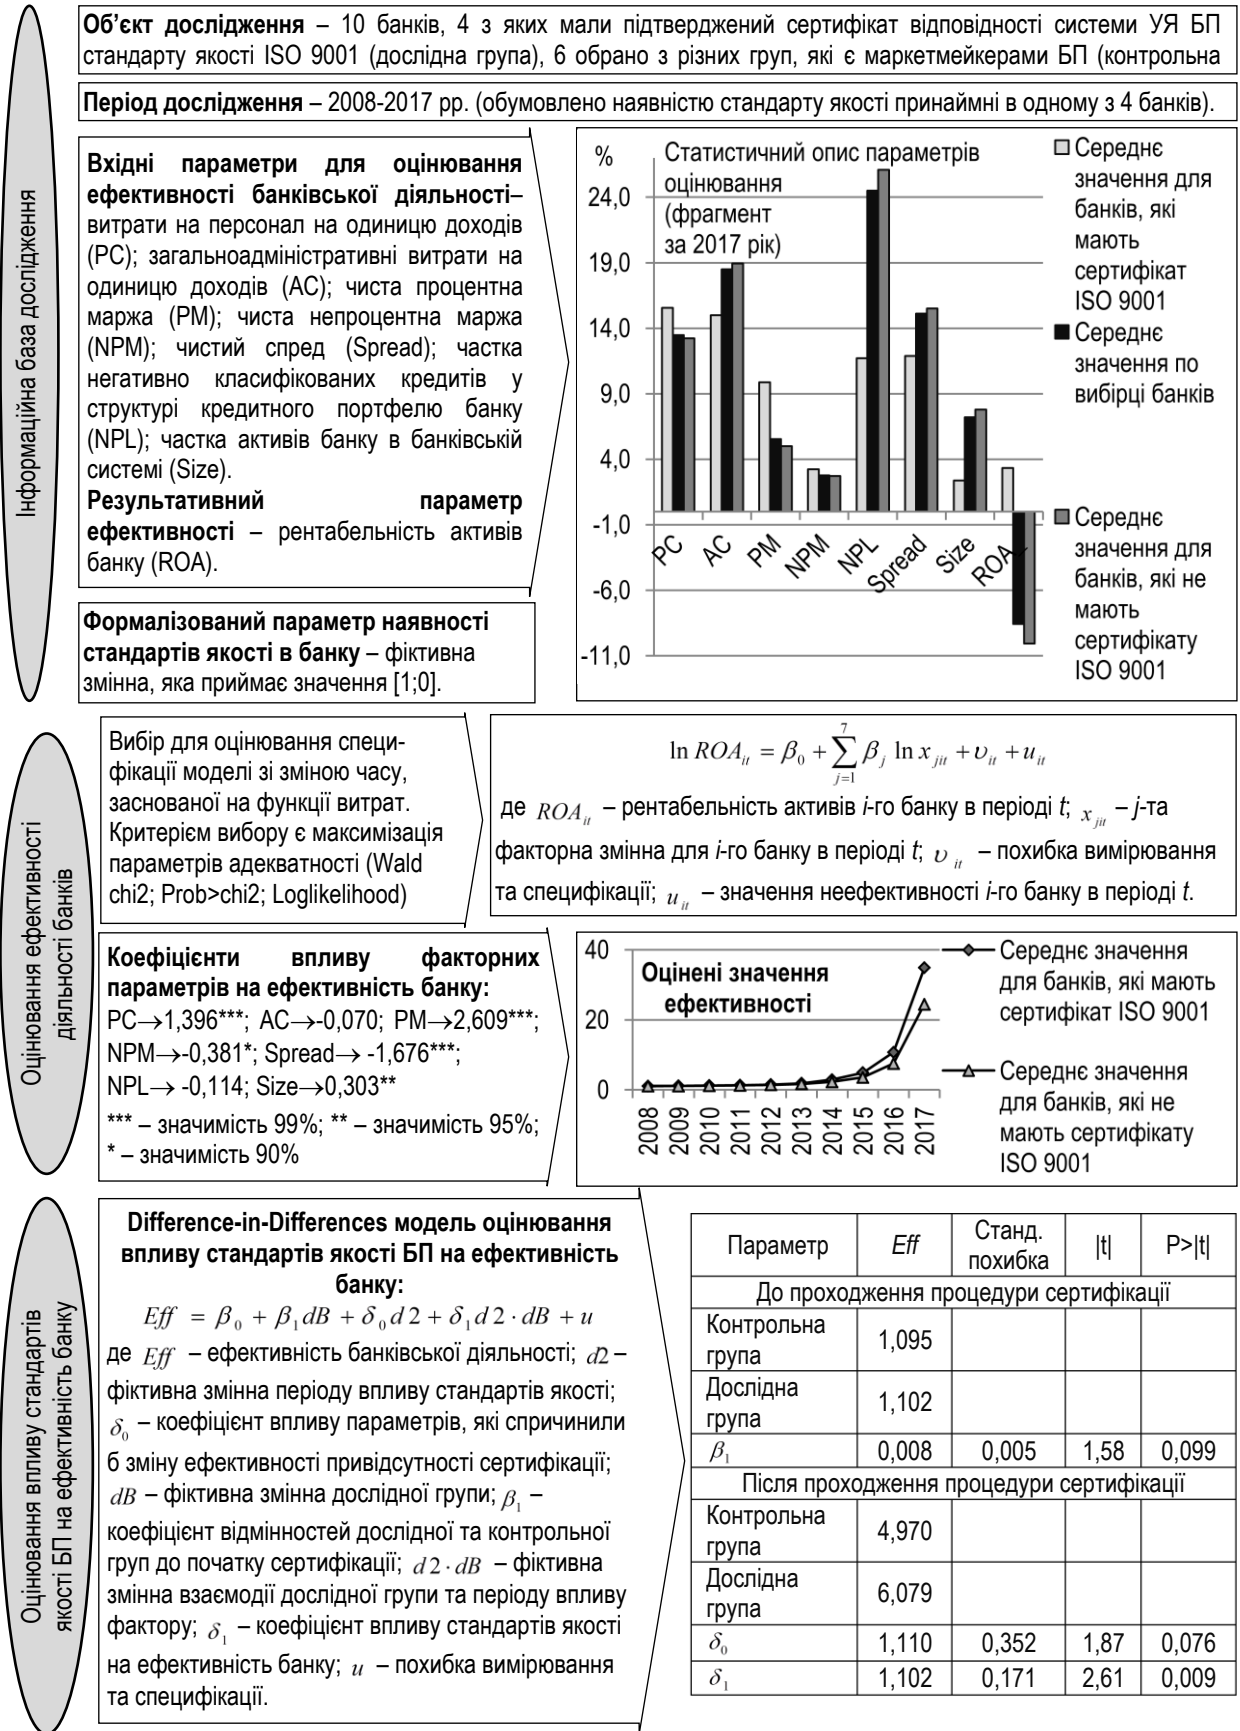 Об’єкт дослідження – 10 банків, 4 з яких мали підтверджений сертифікат відповідності системи УЯ БП
стандарту якості ISO 9001 (дослідна група), 6 обрано з різних груп, які є маркетмейкерами БП (контрольна
Період дослідження – 2008-2017 рр. (обумовлено наявністю стандарту якості принаймні в одному з 4 банків).
Інформаційна база дослідження
Вхідні параметри для оцінювання
ефективності банківської діяльності–
витрати на персонал на одиницю доходів
(PC); загальноадміністративні витрати на
одиницю доходів (AC); чиста процентна
маржа (PM); чиста непроцентна маржа
(NPM); чистий спред (Spread); частка
негативно класифікованих кредитів у
структурі кредитного портфелю банку
(NPL); частка активів банку в банківській
системі (Size).
Результативний параметр
ефективності – рентабельність активів
банку (ROA).
Формалізований параметр наявності
стандартів якості в банку – фіктивна
змінна, яка приймає значення [1;0].
%
Статистичний опис параметрів
оцінювання
(фрагмент
за 2017 рік)
24,0
19,0
14,0
9,0
4,0
-1,0
-6,0
-11,0
PC
AC
PM
NPM
NPL
Spread
Size
ROA
Середнє
значення для
банків, які
мають
сертифікат
ISO 9001
Середнє
значення по
вибірці банків
Середнє
значення для
банків, які не
мають
сертифікату
ISO 9001
Оцінювання ефективності
діяльності банків
Вибір для оцінювання специ-
фікації моделі зі зміною часу,
заснованої на функції витрат.
Критерієм вибору є максимізація
параметрів адекватності (Wald
chi2; Prob>chi2; Loglikelihood)
ln ROA_{it} = β_0 + \sum_{j=1}^{7} β_j ln x_{jit} + υ_{it} + u_{it}
де ROA_{it} – рентабельність активів i-го банку в періоді t; x_{jit} – j-та
факторна змінна для i-го банку в періоді t; υ_{it} – похибка вимірювання
та специфікації; u_{it} – значення неефективності i-го банку в періоді t.
Коефіцієнти впливу факторних
параметрів на ефективність банку:
PC→1,396***; AC→-0,070; PM→2,609***;
NPM→-0,381*; Spread→ -1,676***;
NPL→ -0,114; Size→0,303**
*** – значимість 99%; ** – значимість 95%;
* – значимість 90%
Оцінені значення
ефективності
40
20
0
2008
2009
2010
2011
2012
2013
2014
2015
2016
2017
Середнє значення
для банків, які мають
сертифікат ISO 9001
Середнє значення
для банків, які не
мають сертифікату
ISO 9001
Оцінювання впливу стандартів
якості БП на ефективність банку
Difference-in-Differences модель оцінювання
впливу стандартів якості БП на ефективність
банку:
Eff = β_0 + β_1 dB + δ_0 d 2 + δ_1 d 2 · dB + u
де Eff – ефективність банківської діяльності; d2 –
фіктивна змінна періоду впливу стандартів якості;
δ_0 – коефіцієнт впливу параметрів, які спричинили
б зміну ефективності привідсутності сертифікації;
dB – фіктивна змінна дослідної групи; β_1 –
коефіцієнт відмінностей дослідної та контрольної
груп до початку сертифікації; d 2 · dB – фіктивна
змінна взаємодії дослідної групи та періоду впливу
фактору; δ_1 – коефіцієнт впливу стандартів якості
на ефективність банку; u – похибка вимірювання
та специфікації.
Параметр Eff Станд. похибка |t| P>|t|
До проходження процедури сертифікації
Контрольна група 1,095
Дослідна група 1,102
β_1 0,008 0,005 1,58 0,099
Після проходження процедури сертифікації
Контрольна група 4,970
Дослідна група 6,079
δ_0 1,110 0,352 1,87 0,076
δ_1 1,102 0,171 2,61 0,009